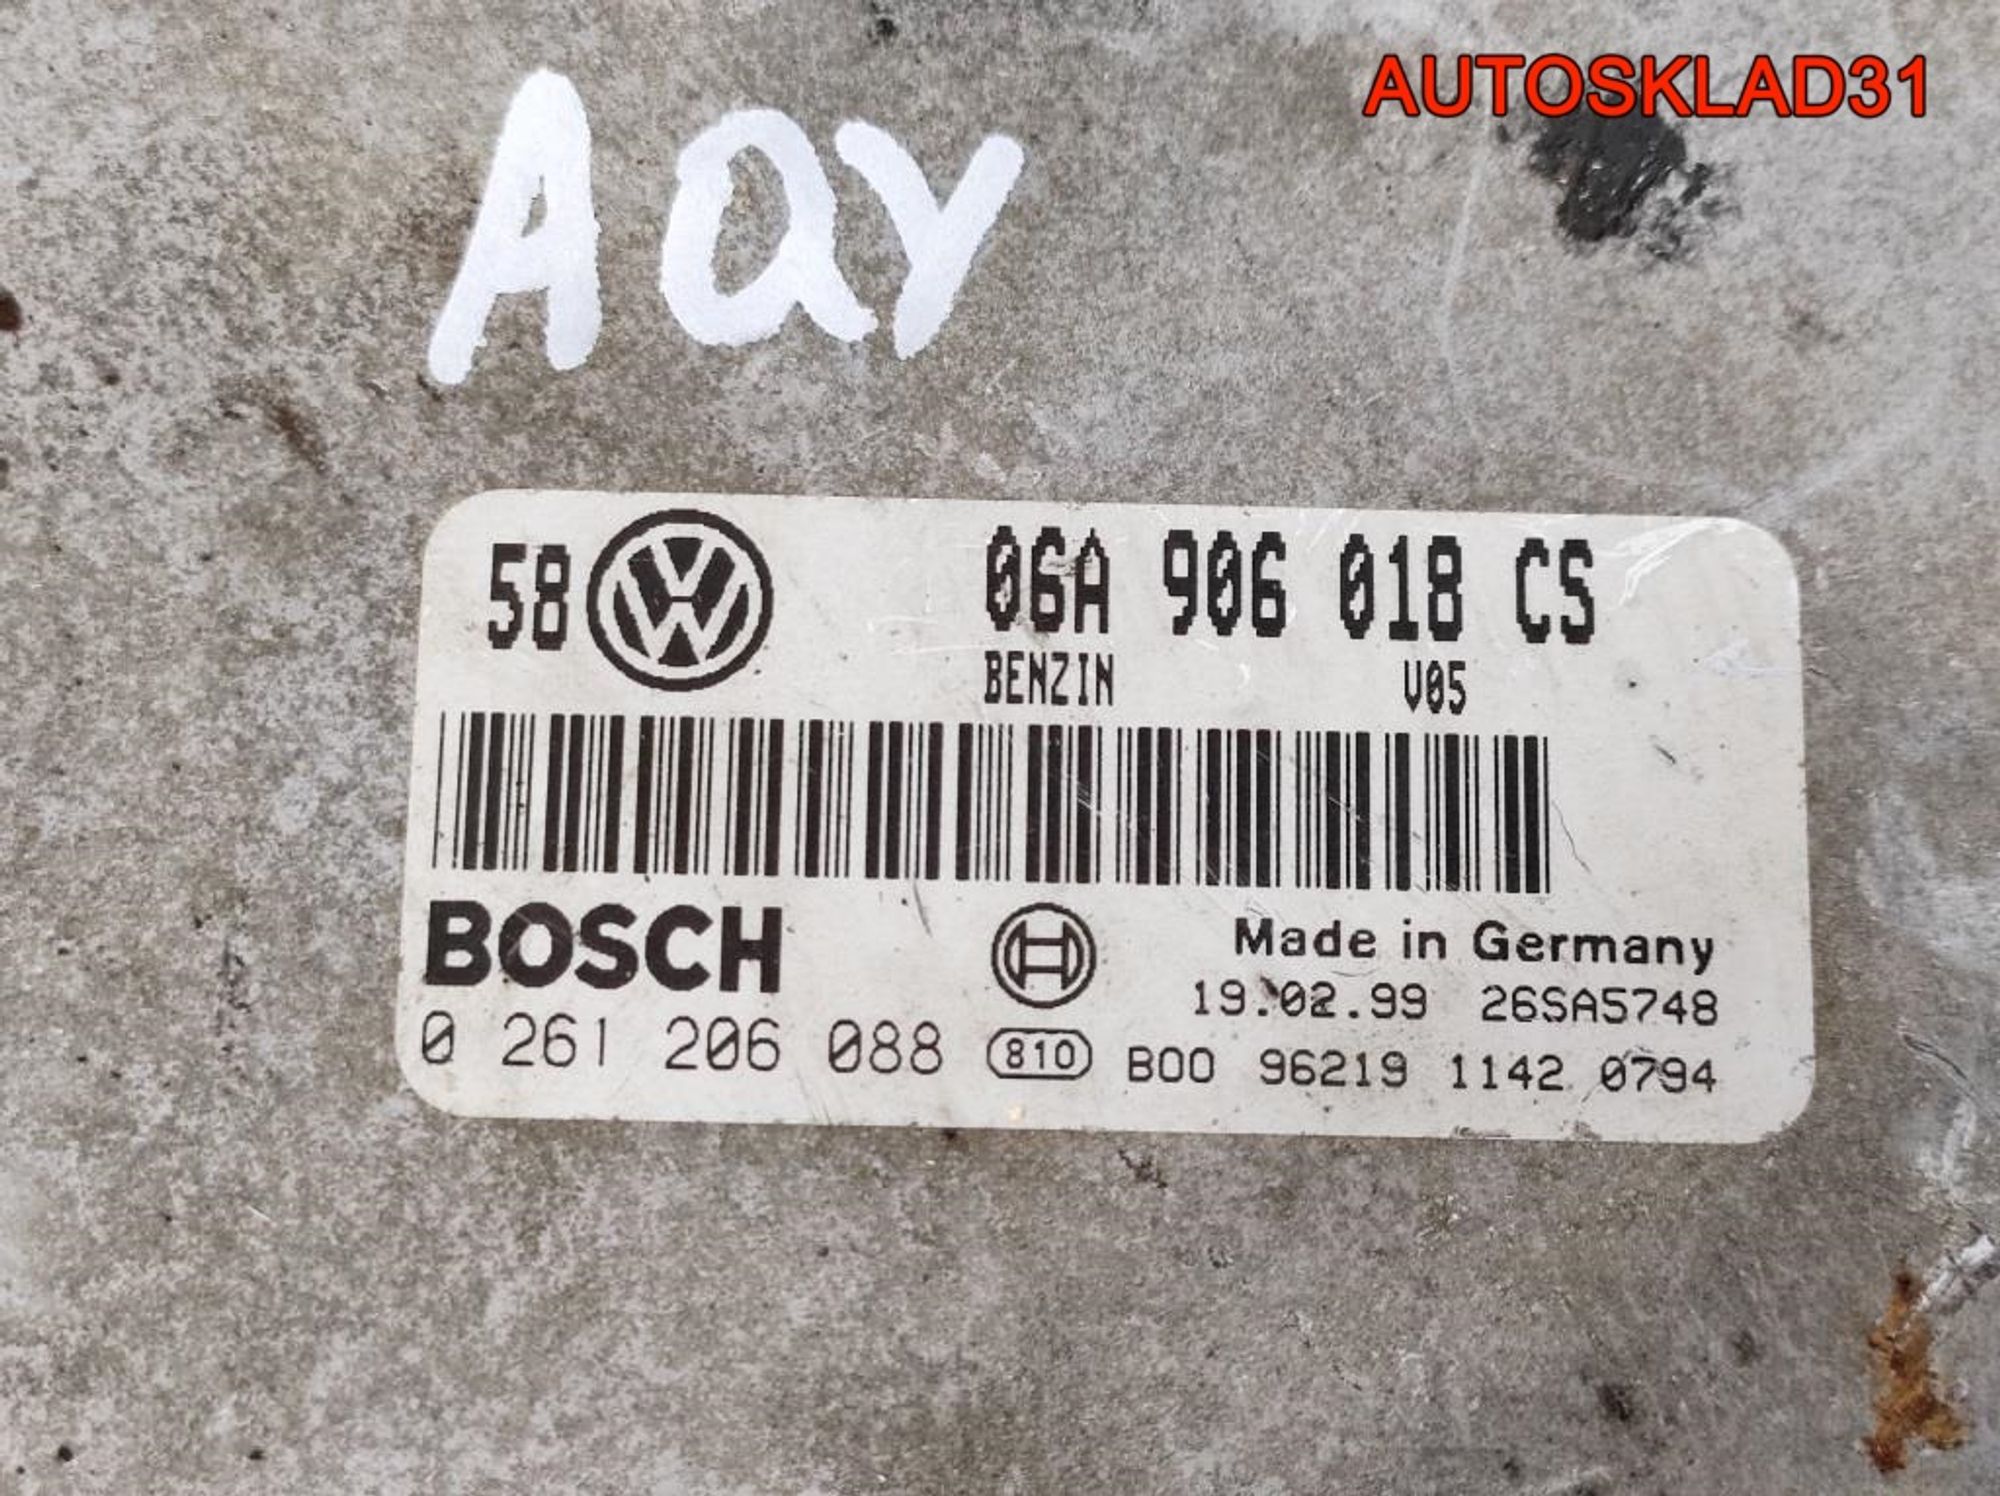 AUTOSKLAD31
AQY
58 06A 906 018 CS
BENZIN V05
BOSCH Made in Germany
19.02.99 26SA5748
0 261 206 088 810 B00 96219 1142 0794